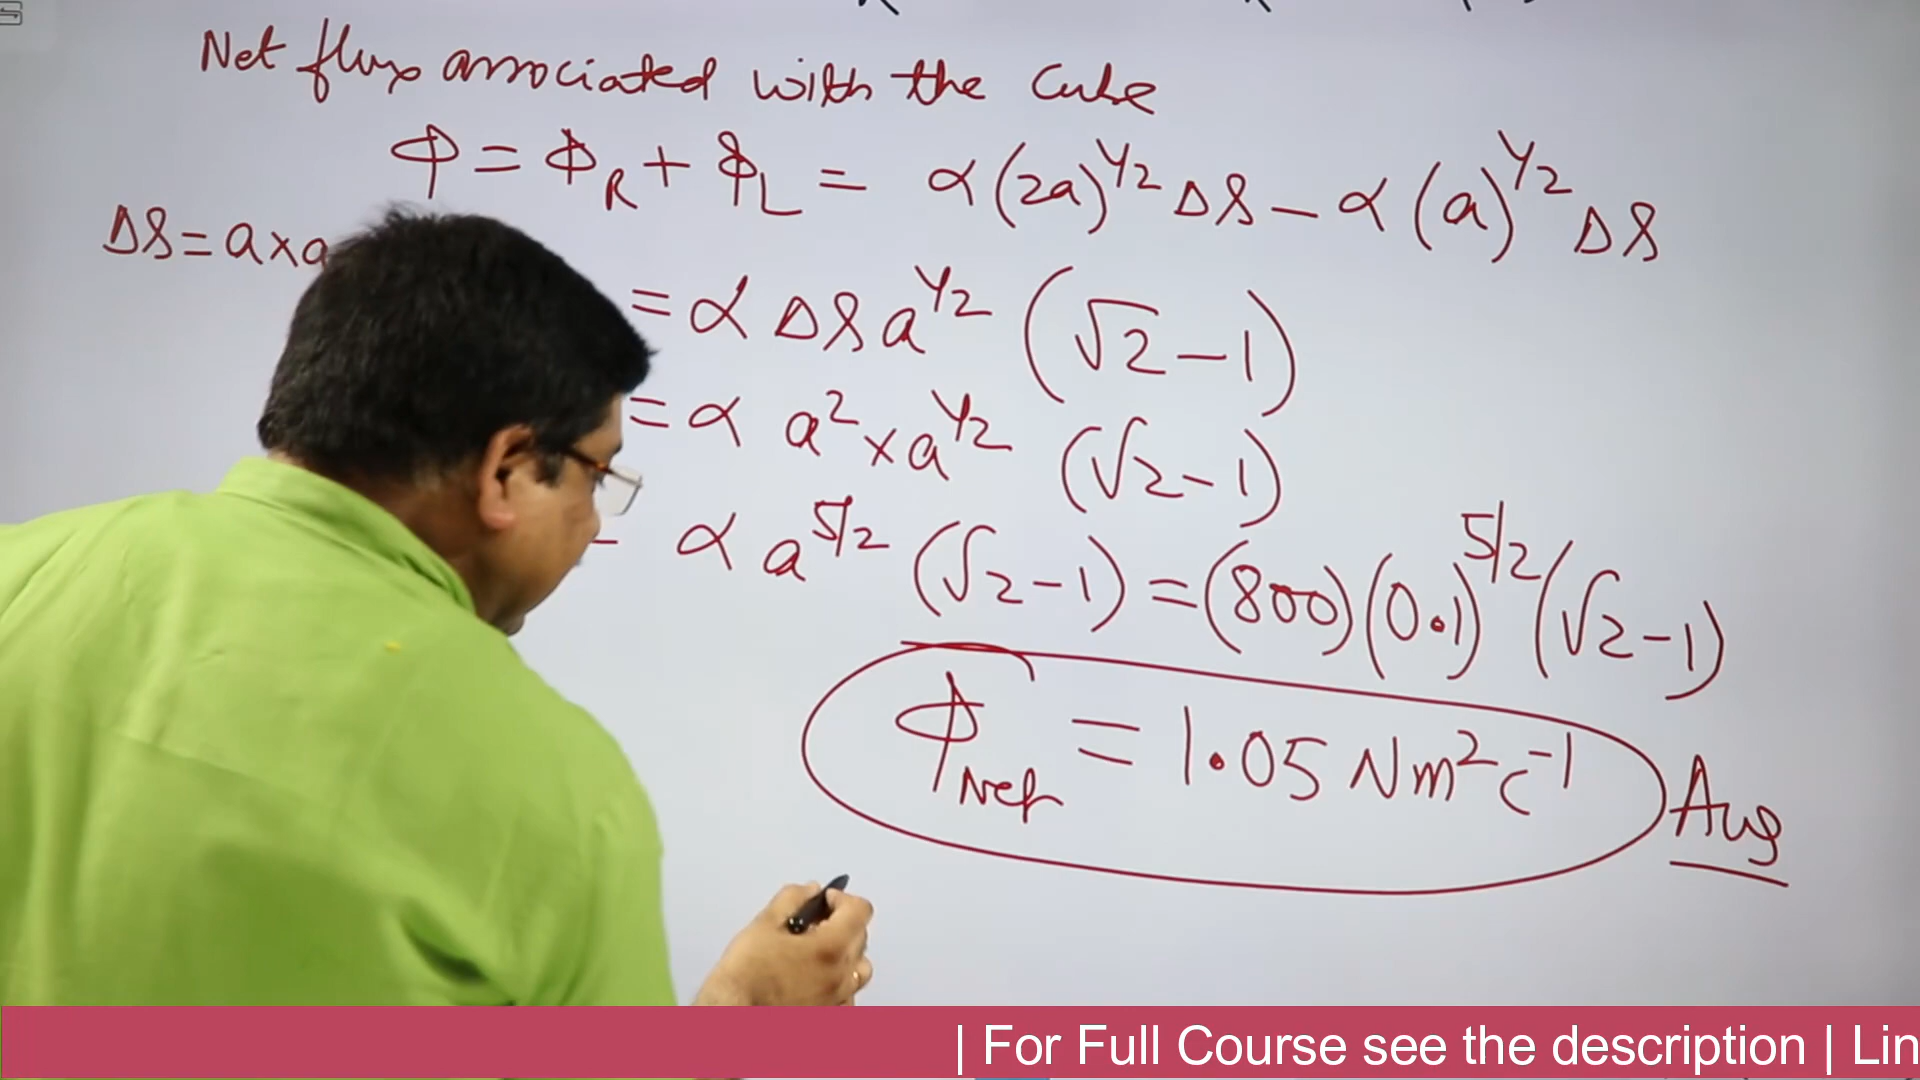 Net flux associated with the Cube
Φ = Φ_R + Φ_L = α (2a)^1/2 ΔS - α (a)^1/2 ΔS
ΔS = a×a
= α ΔS a^1/2 (√2 - 1)
= α a^2 × a^1/2 (√2 - 1)
= α a^5/2 (√2 - 1) = (800) (0.1)^5/2 (√2 - 1)
Φ_Net = 1.05 Nm^2 C^-1 Ans
| For Full Course see the description | Lin